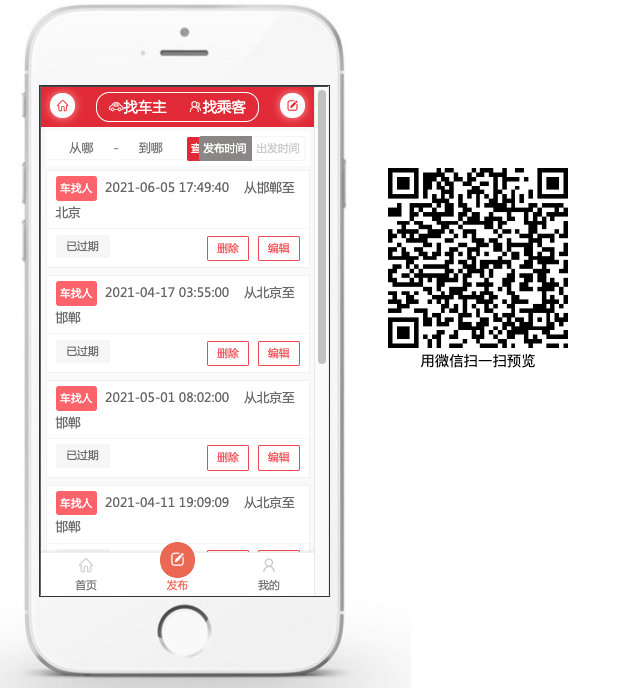 找车主 找乘客
从哪 - 到哪 查 发布时间 出发时间
车找人 2021-06-05 17:49:40 从邯郸至
北京
已过期 删除 编辑
车找人 2021-04-17 03:55:00 从北京至
邯郸
已过期 删除 编辑
车找人 2021-05-01 08:02:00 从北京至
邯郸
已过期 删除 编辑
车找人 2021-04-11 19:09:09 从北京至
邯郸
首页 发布 我的
用微信扫一扫预览